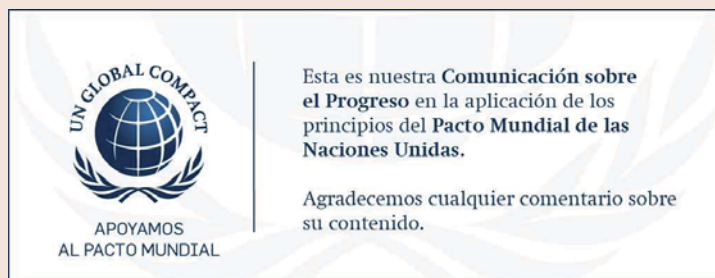 UN GLOBAL COMPACT
APOYAMOS
AL PACTO MUNDIAL
Esta es nuestra Comunicación sobre
el Progreso en la aplicación de los
principios del Pacto Mundial de las
Naciones Unidas.
Agradecemos cualquier comentario sobre
su contenido.